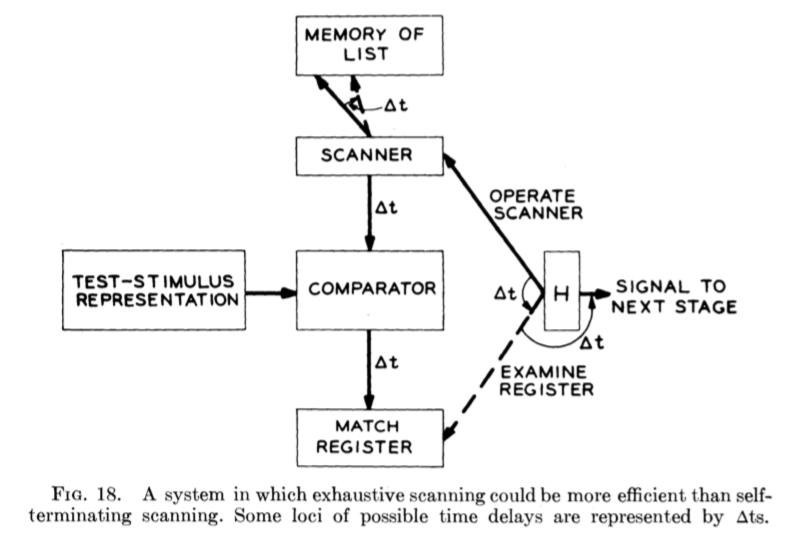 MEMORY OF
LIST
Δt
SCANNER
Δt
OPERATE
SCANNER
TEST-STIMULUS
REPRESENTATION
COMPARATOR
Δt
H
SIGNAL TO
NEXT STAGE
Δt
Δt
EXAMINE
REGISTER
MATCH
REGISTER
FIG. 18. A system in which exhaustive scanning could be more efficient than self-
terminating scanning. Some loci of possible time delays are represented by Δts.